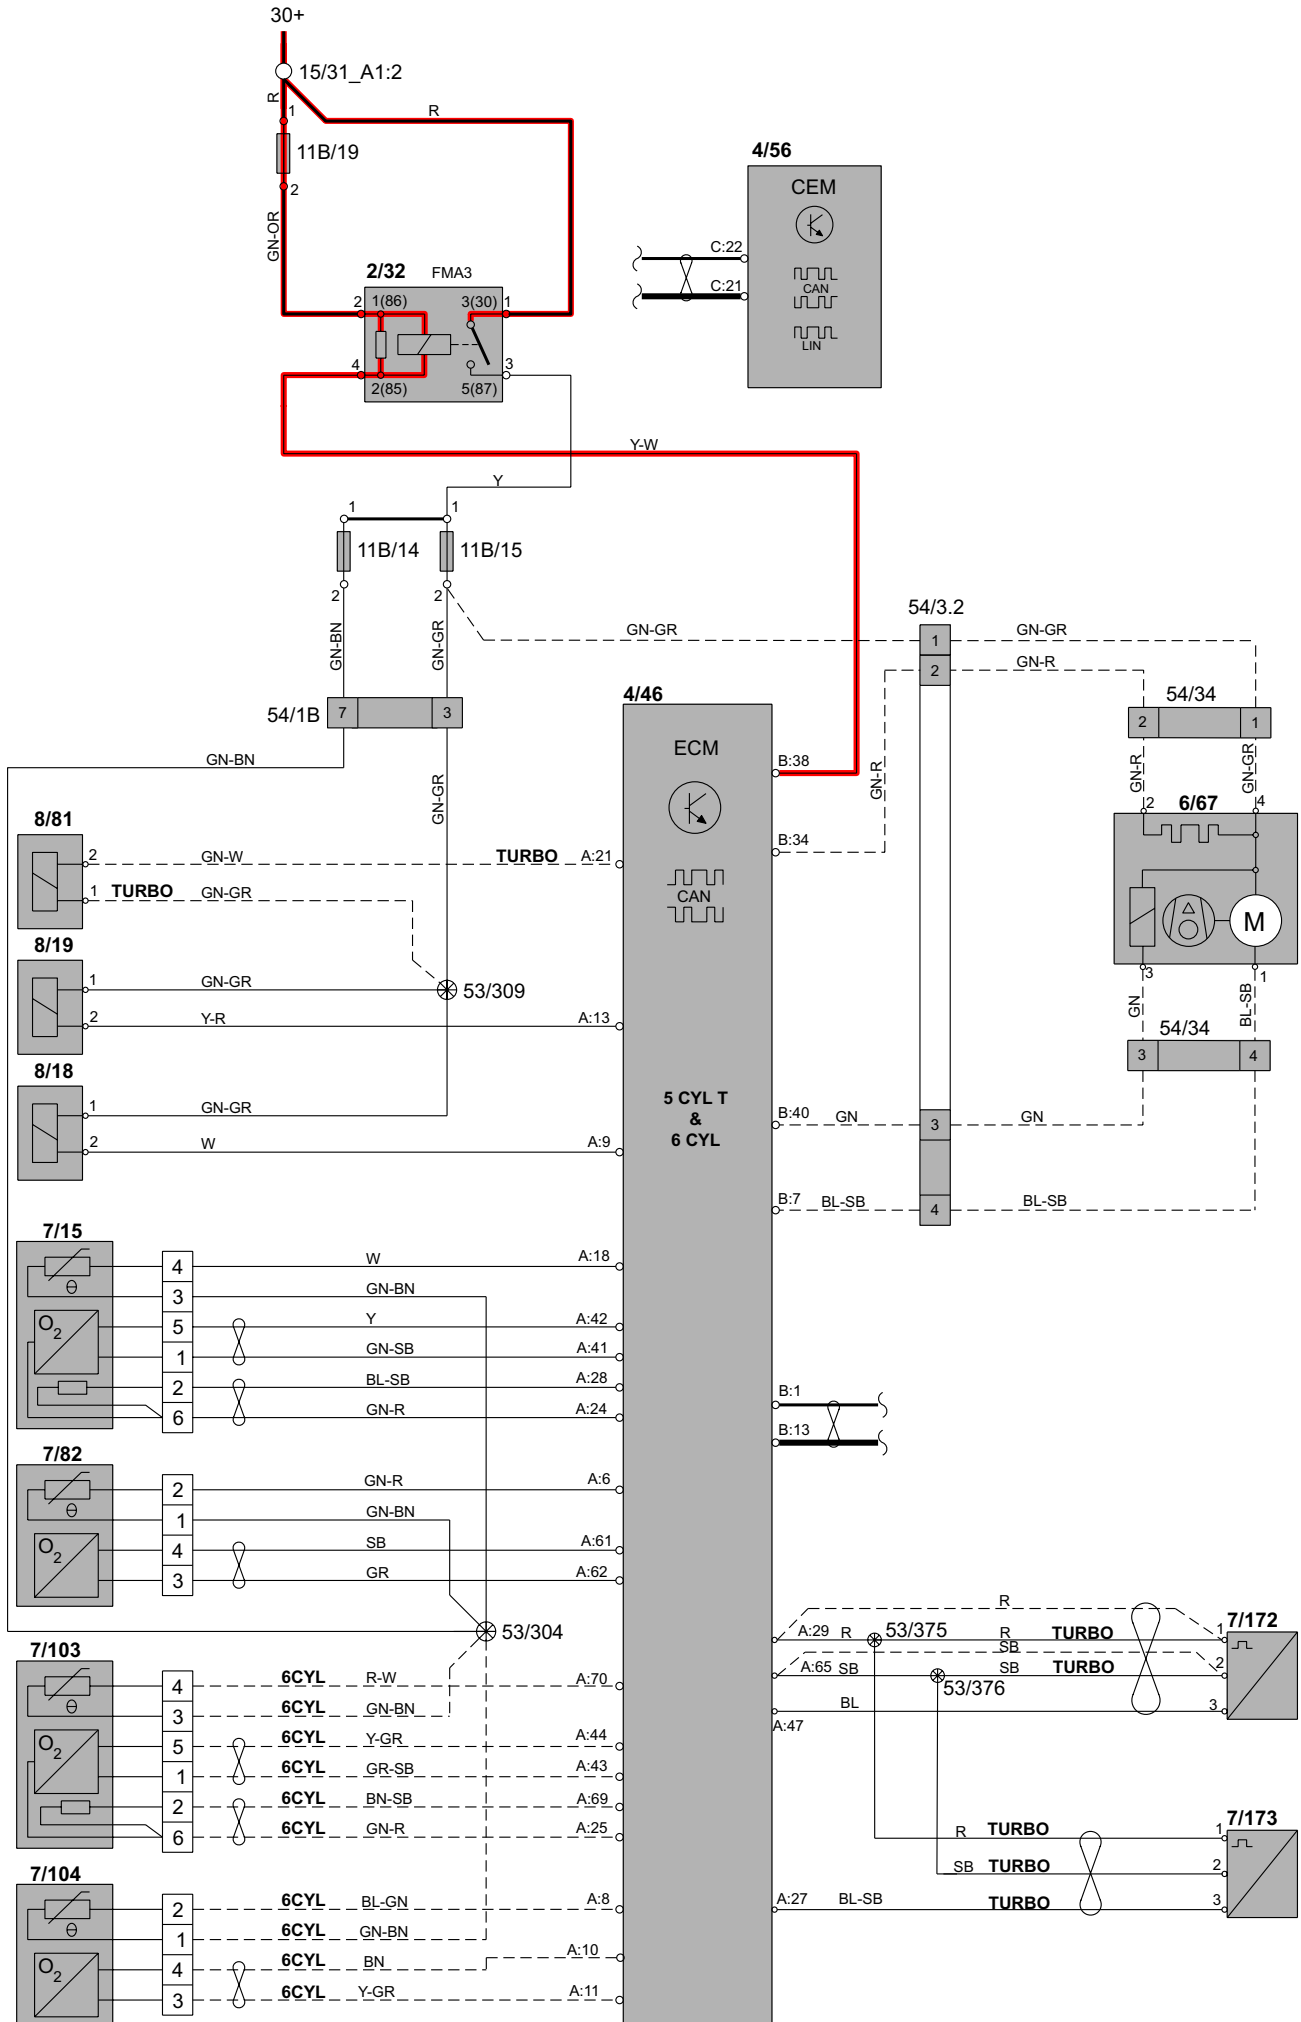 30+
15/31_A1:2
R
1
R
11B/19
2
GN-OR
4/56
CEM
C:22
C:21
CAN
LIN
2/32 FMA3
2 1(86) 3(30) 1
4 3
2(85) 5(87)
Y-W
Y
1 1
11B/14 11B/15
2 2
GN-BN GN-GR
GN-GR
54/3.2
1 GN-GR
2 GN-R
54/34
2 1
54/1B 7 3
GN-BN
GN-GR
4/46
ECM
CAN
B:38
GN-R
B:34
GN-R GN-GR
2 6/67 4
M
3 1
GN BL-SB
54/34
3 4
8/81
2 GN-W TURBO A:21
1 TURBO GN-GR
8/19
1 GN-GR
53/309
2 Y-R A:13
8/18
1 GN-GR
2 W A:9
5 CYL T
&
6 CYL
B:40 GN 3 GN
B:7 BL-SB 4 BL-SB
7/15
4 W A:18
θ
3 GN-BN
O2
5 Y A:42
1 GN-SB A:41
2 BL-SB A:28
6 GN-R A:24
B:1
B:13
7/82
2 GN-R A:6
θ
1 GN-BN
O2
4 SB A:61
3 GR A:62
53/304
R
A:29 R 53/375 R TURBO 1 7/172
SB
A:65 SB SB TURBO 2
53/376
BL 3
A:47
7/103
4 6CYL R-W A:70
θ
3 6CYL GN-BN
O2
5 6CYL Y-GR A:44
1 6CYL GR-SB A:43
2 6CYL BN-SB A:69
6 6CYL GN-R A:25
R TURBO 1 7/173
SB TURBO 2
A:27 BL-SB TURBO 3
7/104
2 6CYL BL-GN A:8
θ
1 6CYL GN-BN
O2
4 6CYL BN A:10
3 6CYL Y-GR A:11